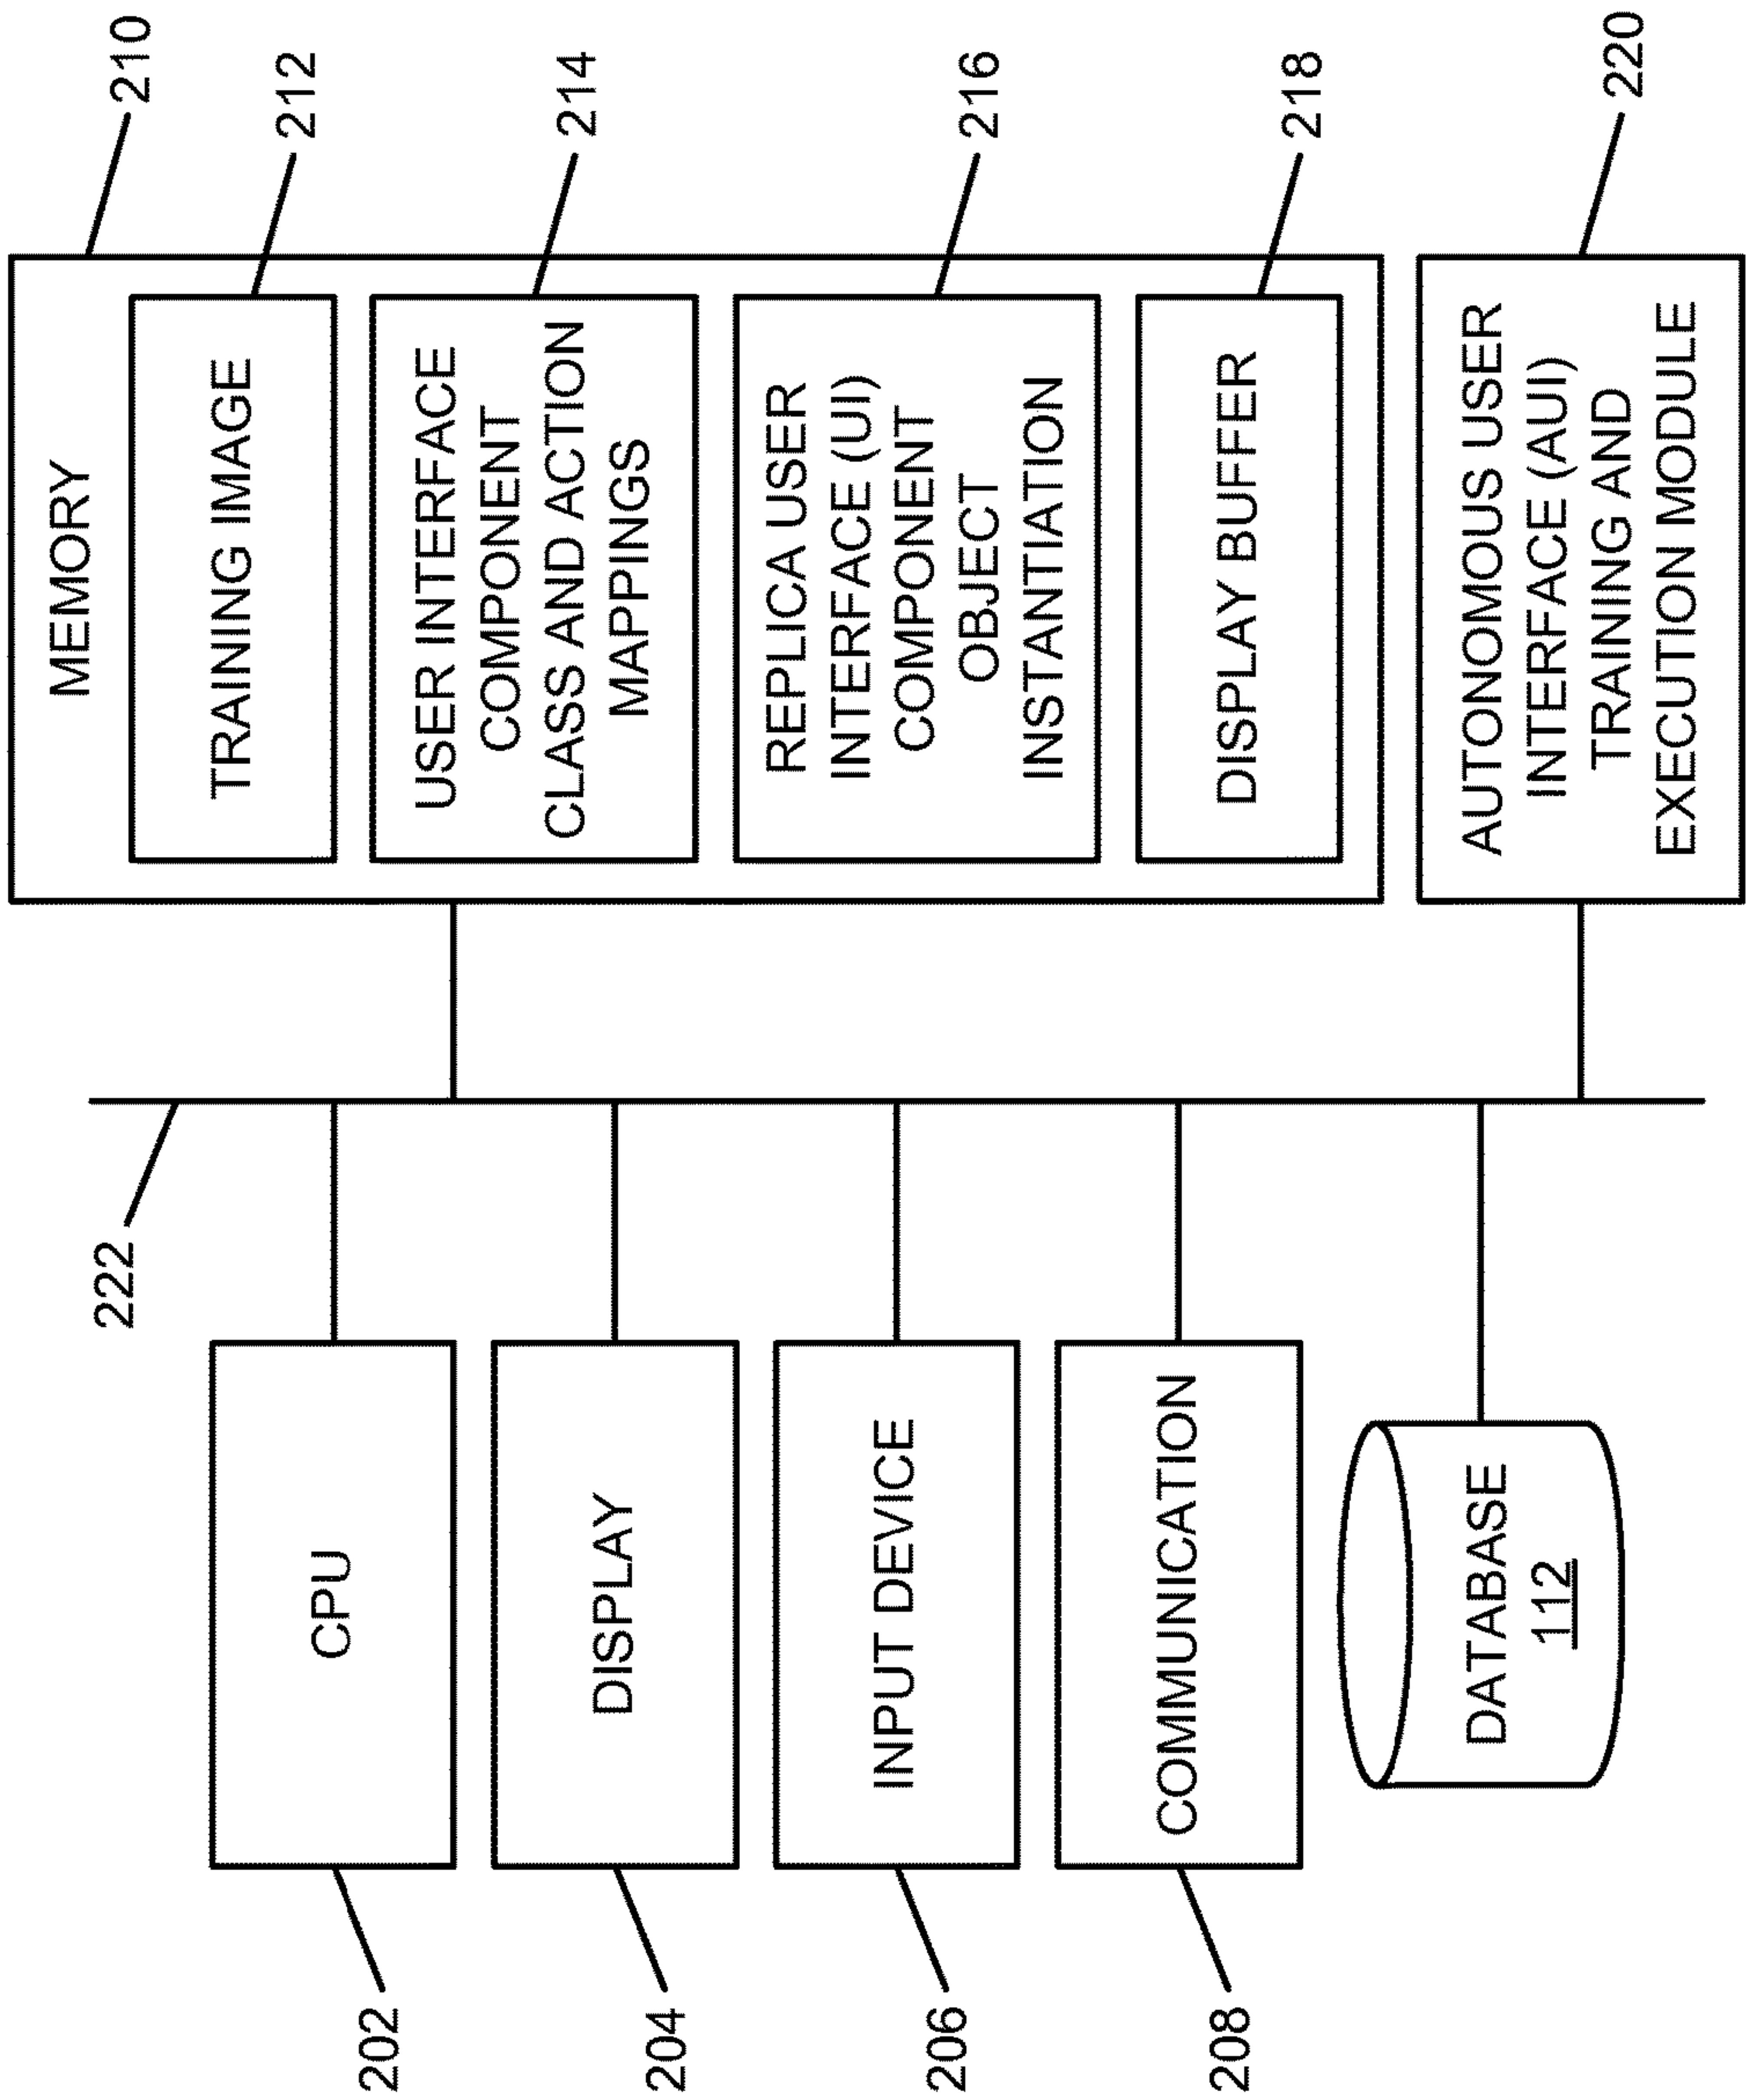 202
CPU
204
DISPLAY
206
INPUT DEVICE
208
COMMUNICATION
DATABASE
112
222
MEMORY
210
TRAINING IMAGE
212
USER INTERFACE
COMPONENT
CLASS AND ACTION
MAPPINGS
214
REPLICA USER
INTERFACE (UI)
COMPONENT
OBJECT
INSTANTIATION
216
DISPLAY BUFFER
218
AUTONOMOUS USER
INTERFACE (AUI)
TRAINING AND
EXECUTION MODULE
220